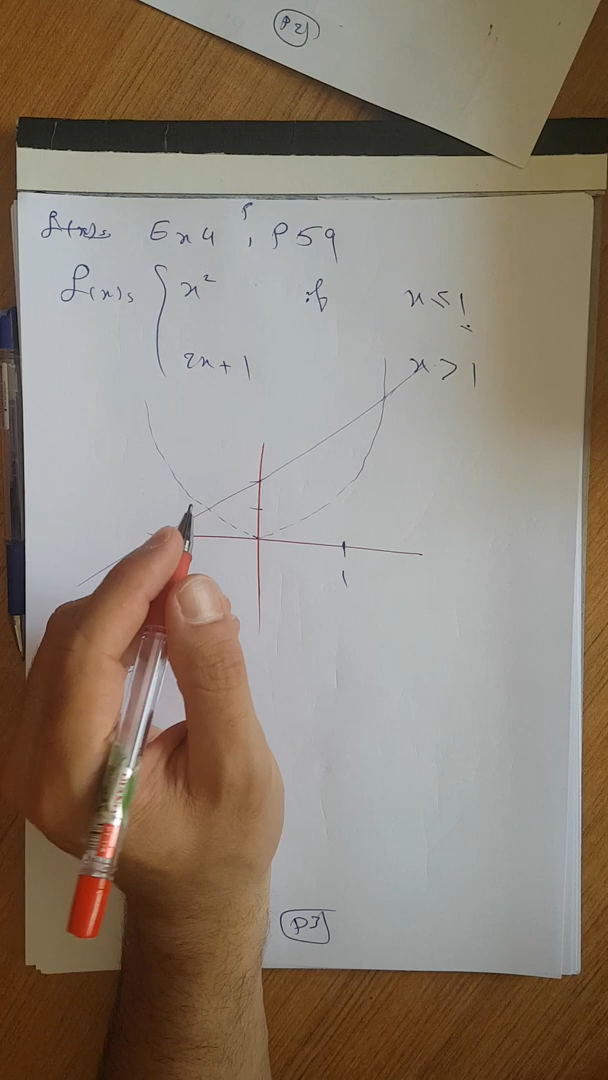 P2
f(x)= Ex4, P59
f(x)= { x² if x ≤ 1
2x+1 x > 1
1
P3